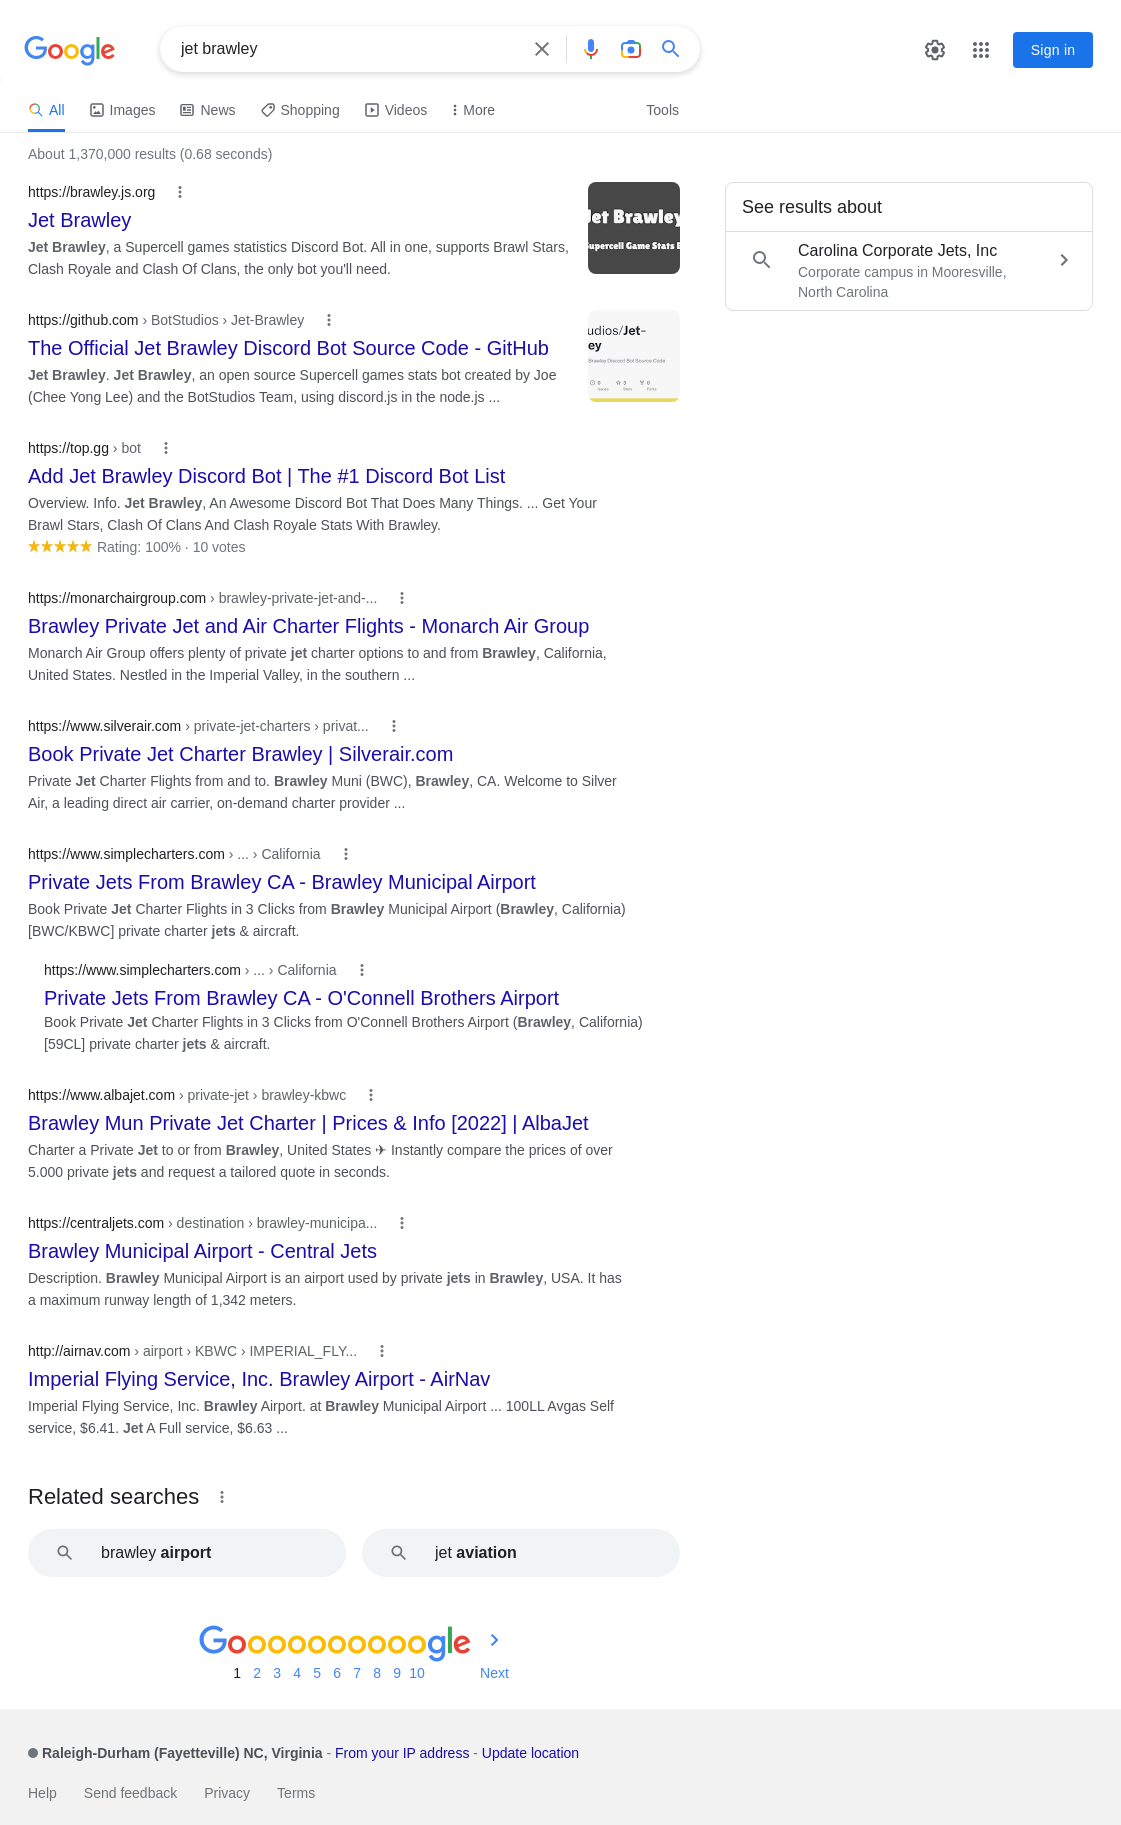 Google
jet brawley
Sign in
All
Images
News
Shopping
Videos
More
Tools
About 1,370,000 results (0.68 seconds)
https://brawley.js.org
Jet Brawley
Jet Brawley, a Supercell games statistics Discord Bot. All in one, supports Brawl Stars,
Clash Royale and Clash Of Clans, the only bot you'll need.
Jet Brawley
Supercell Game Stats B
See results about
Carolina Corporate Jets, Inc
Corporate campus in Mooresville,
North Carolina
https://github.com › BotStudios › Jet-Brawley
The Official Jet Brawley Discord Bot Source Code - GitHub
Jet Brawley. Jet Brawley, an open source Supercell games stats bot created by Joe
(Chee Yong Lee) and the BotStudios Team, using discord.js in the node.js ...
udios/Jet-
ey
Brawley Discord Bot Source Code
0 3 0
Issues Stars Forks
https://top.gg › bot
Add Jet Brawley Discord Bot | The #1 Discord Bot List
Overview. Info. Jet Brawley, An Awesome Discord Bot That Does Many Things. ... Get Your
Brawl Stars, Clash Of Clans And Clash Royale Stats With Brawley.
Rating: 100% · 10 votes
https://monarchairgroup.com › brawley-private-jet-and-...
Brawley Private Jet and Air Charter Flights - Monarch Air Group
Monarch Air Group offers plenty of private jet charter options to and from Brawley, California,
United States. Nestled in the Imperial Valley, in the southern ...
https://www.silverair.com › private-jet-charters › privat...
Book Private Jet Charter Brawley | Silverair.com
Private Jet Charter Flights from and to. Brawley Muni (BWC), Brawley, CA. Welcome to Silver
Air, a leading direct air carrier, on-demand charter provider ...
https://www.simplecharters.com › ... › California
Private Jets From Brawley CA - Brawley Municipal Airport
Book Private Jet Charter Flights in 3 Clicks from Brawley Municipal Airport (Brawley, California)
[BWC/KBWC] private charter jets & aircraft.
https://www.simplecharters.com › ... › California
Private Jets From Brawley CA - O'Connell Brothers Airport
Book Private Jet Charter Flights in 3 Clicks from O'Connell Brothers Airport (Brawley, California)
[59CL] private charter jets & aircraft.
https://www.albajet.com › private-jet › brawley-kbwc
Brawley Mun Private Jet Charter | Prices & Info [2022] | AlbaJet
Charter a Private Jet to or from Brawley, United States ✈ Instantly compare the prices of over
5.000 private jets and request a tailored quote in seconds.
https://centraljets.com › destination › brawley-municipa...
Brawley Municipal Airport - Central Jets
Description. Brawley Municipal Airport is an airport used by private jets in Brawley, USA. It has
a maximum runway length of 1,342 meters.
http://airnav.com › airport › KBWC › IMPERIAL_FLY...
Imperial Flying Service, Inc. Brawley Airport - AirNav
Imperial Flying Service, Inc. Brawley Airport. at Brawley Municipal Airport ... 100LL Avgas Self
service, $6.41. Jet A Full service, $6.63 ...
Related searches
brawley airport
jet aviation
Goooooooooogle
1 2 3 4 5 6 7 8 9 10 Next
Raleigh-Durham (Fayetteville) NC, Virginia - From your IP address - Update location
Help Send feedback Privacy Terms